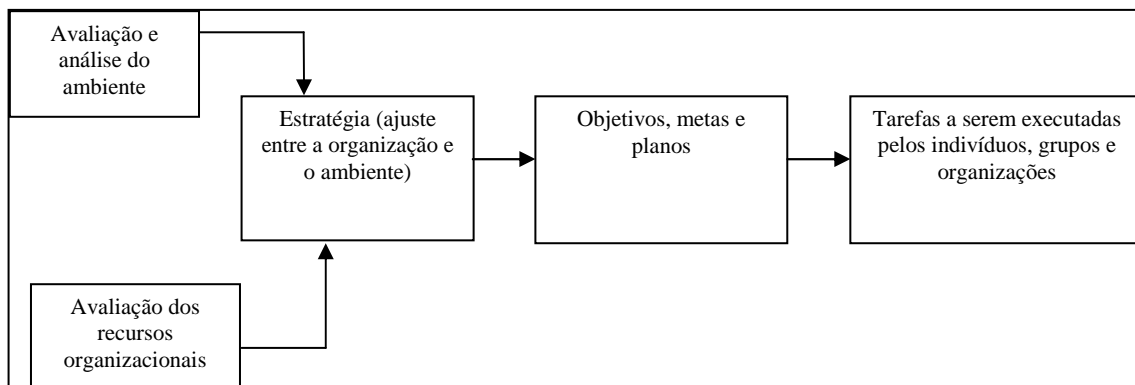 Avaliação e
análise do
ambiente
Estratégia (ajuste
entre a organização e
o ambiente)
Objetivos, metas e
planos
Tarefas a serem executadas
pelos indivíduos, grupos e
organizações
Avaliação dos
recursos
organizacionais